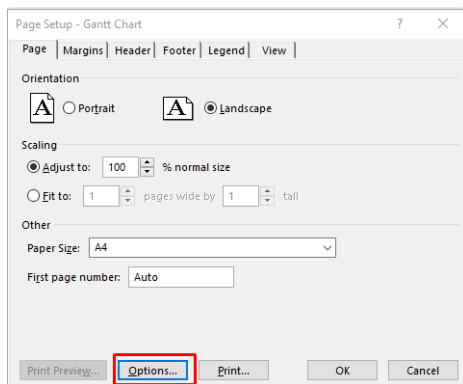 Page Setup - Gantt Chart ? ×
Page Margins Header Footer Legend View
Orientation
A Portrait A Landscape
Scaling
Adjust to: 100 % normal size
Fit to: 1 pages wide by 1 tall
Other
Paper Size: A4
First page number: Auto
Print Preview... Options... Print... OK Cancel